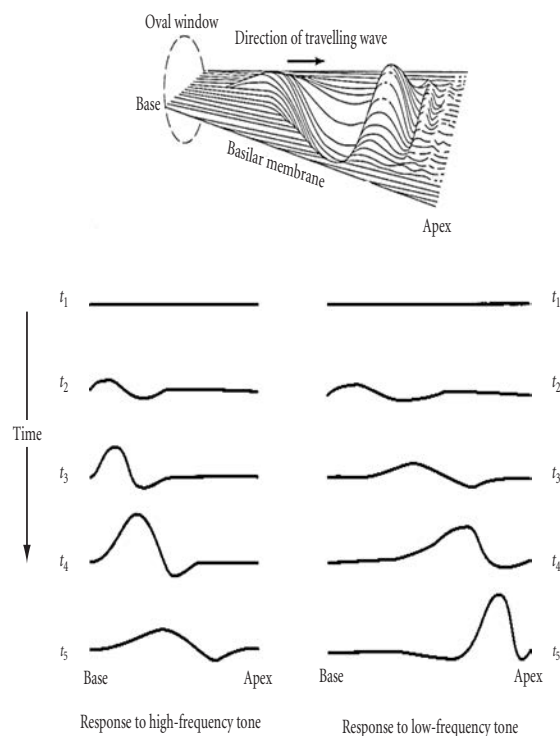 Oval window
Direction of travelling wave
Base
Basilar membrane
Apex
t1 t1
t2 t2
Time
t3 t3
t4 t4
t5 t5
Base Apex Base Apex
Response to high-frequency tone Response to low-frequency tone